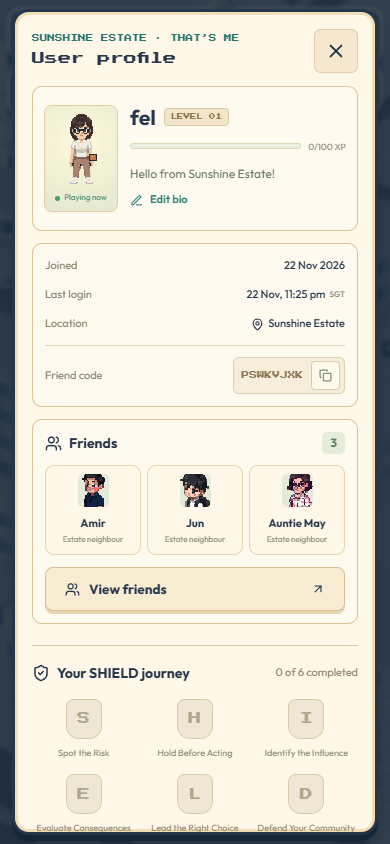 SUNSHINE ESTATE · THAT'S ME
User profile
fel LEVEL 01
0/100 XP
Playing now
Hello from Sunshine Estate!
Edit bio
Joined 22 Nov 2026
Last login 22 Nov, 11:25 pm SGT
Location Sunshine Estate
Friend code PSWKVJXK
Friends 3
Amir Jun Auntie May
Estate neighbour Estate neighbour Estate neighbour
View friends
Your SHIELD journey 0 of 6 completed
S H I
Spot the Risk Hold Before Acting Identify the Influence
E L D
Evaluate Consequences Lead the Right Choice Defend Your Community